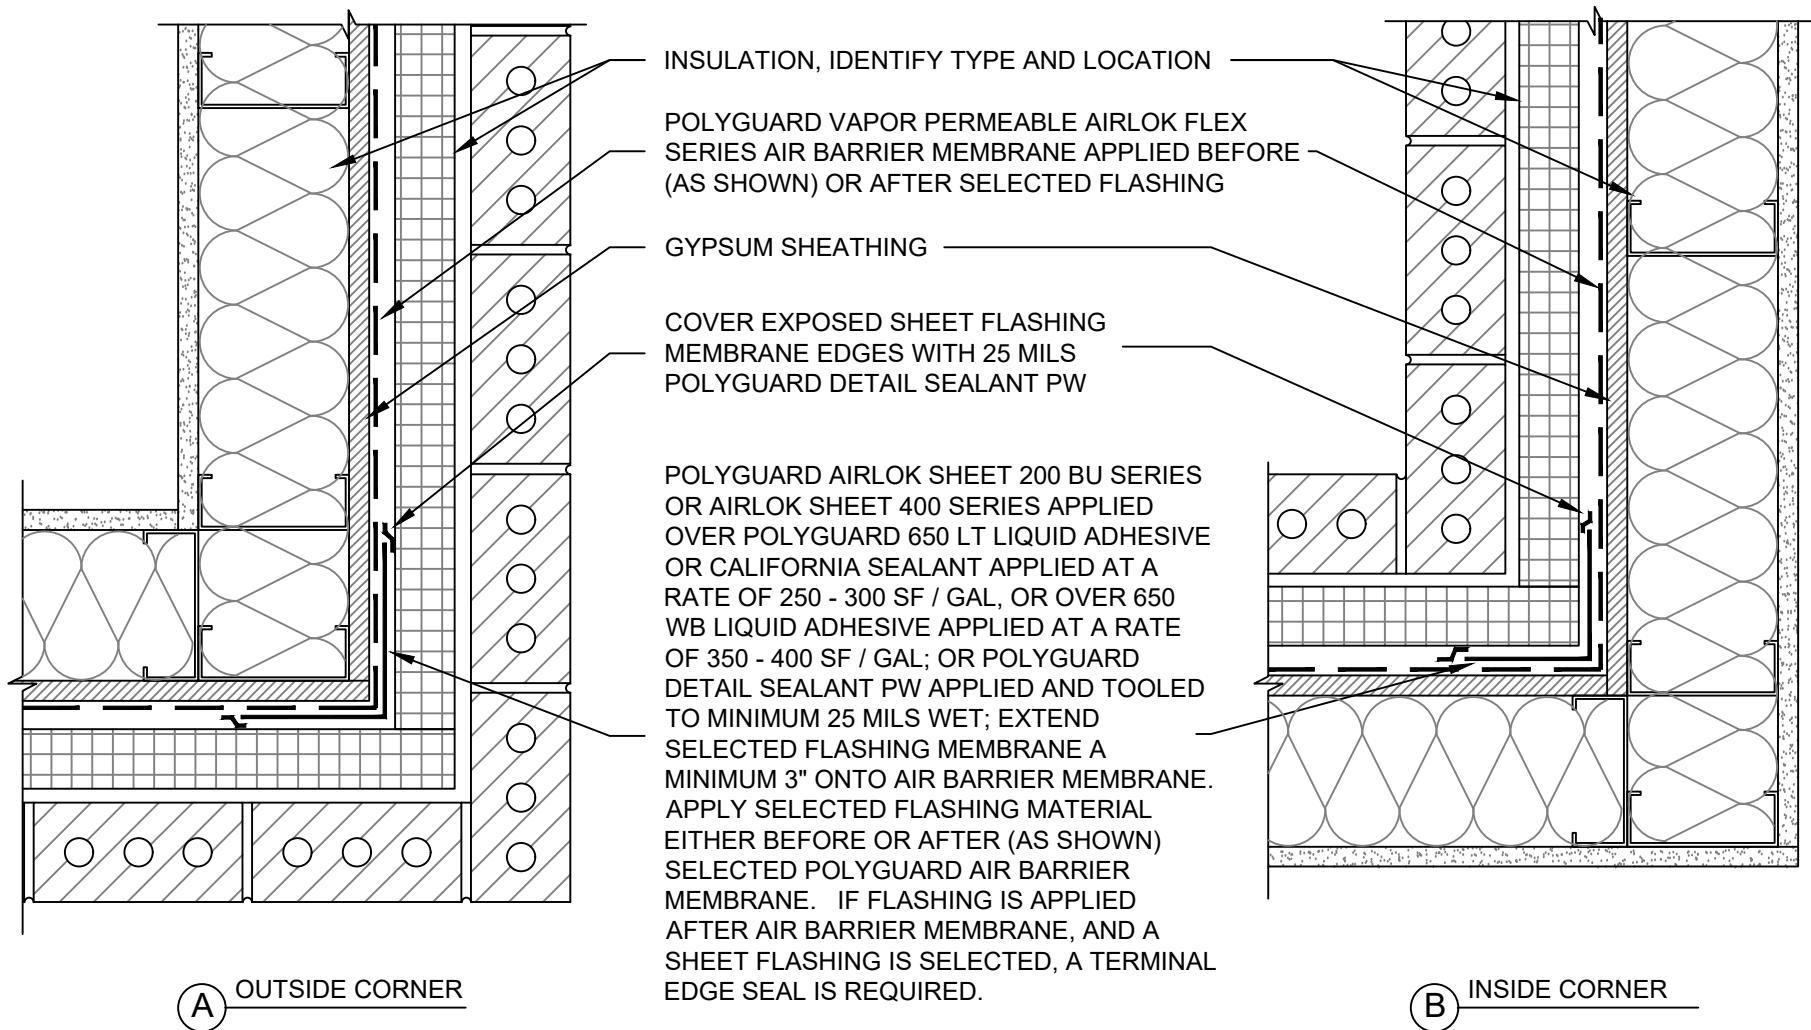 INSULATION, IDENTIFY TYPE AND LOCATION
POLYGUARD VAPOR PERMEABLE AIRLOK FLEX
SERIES AIR BARRIER MEMBRANE APPLIED BEFORE
(AS SHOWN) OR AFTER SELECTED FLASHING
GYPSUM SHEATHING
COVER EXPOSED SHEET FLASHING
MEMBRANE EDGES WITH 25 MILS
POLYGUARD DETAIL SEALANT PW
POLYGUARD AIRLOK SHEET 200 BU SERIES
OR AIRLOK SHEET 400 SERIES APPLIED
OVER POLYGUARD 650 LT LIQUID ADHESIVE
OR CALIFORNIA SEALANT APPLIED AT A
RATE OF 250 - 300 SF / GAL, OR OVER 650
WB LIQUID ADHESIVE APPLIED AT A RATE
OF 350 - 400 SF / GAL; OR POLYGUARD
DETAIL SEALANT PW APPLIED AND TOOLED
TO MINIMUM 25 MILS WET; EXTEND
SELECTED FLASHING MEMBRANE A
MINIMUM 3" ONTO AIR BARRIER MEMBRANE.
APPLY SELECTED FLASHING MATERIAL
EITHER BEFORE OR AFTER (AS SHOWN)
SELECTED POLYGUARD AIR BARRIER
MEMBRANE.   IF FLASHING IS APPLIED
AFTER AIR BARRIER MEMBRANE, AND A
SHEET FLASHING IS SELECTED, A TERMINAL
EDGE SEAL IS REQUIRED.
A OUTSIDE CORNER
B INSIDE CORNER